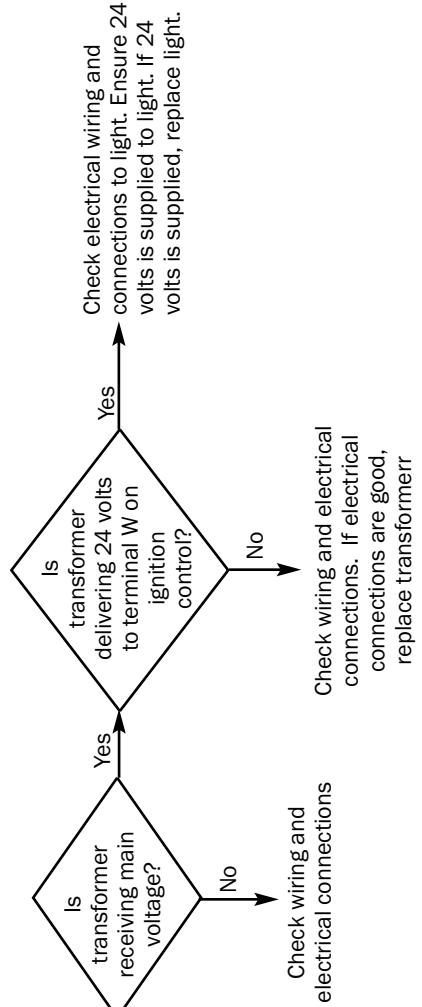 Is
transformer
receiving main
voltage?
Yes
No
Check wiring and
electrical connections
Is
transformer
delivering 24 volts
to terminal W on
ignition
control?
Yes
No
Check wiring and electrical
connections. If electrical
connections are good,
replace transformerr
Check electrical wiring and
connections to light. Ensure 24
volts is supplied to light. If 24
volts is supplied, replace light.